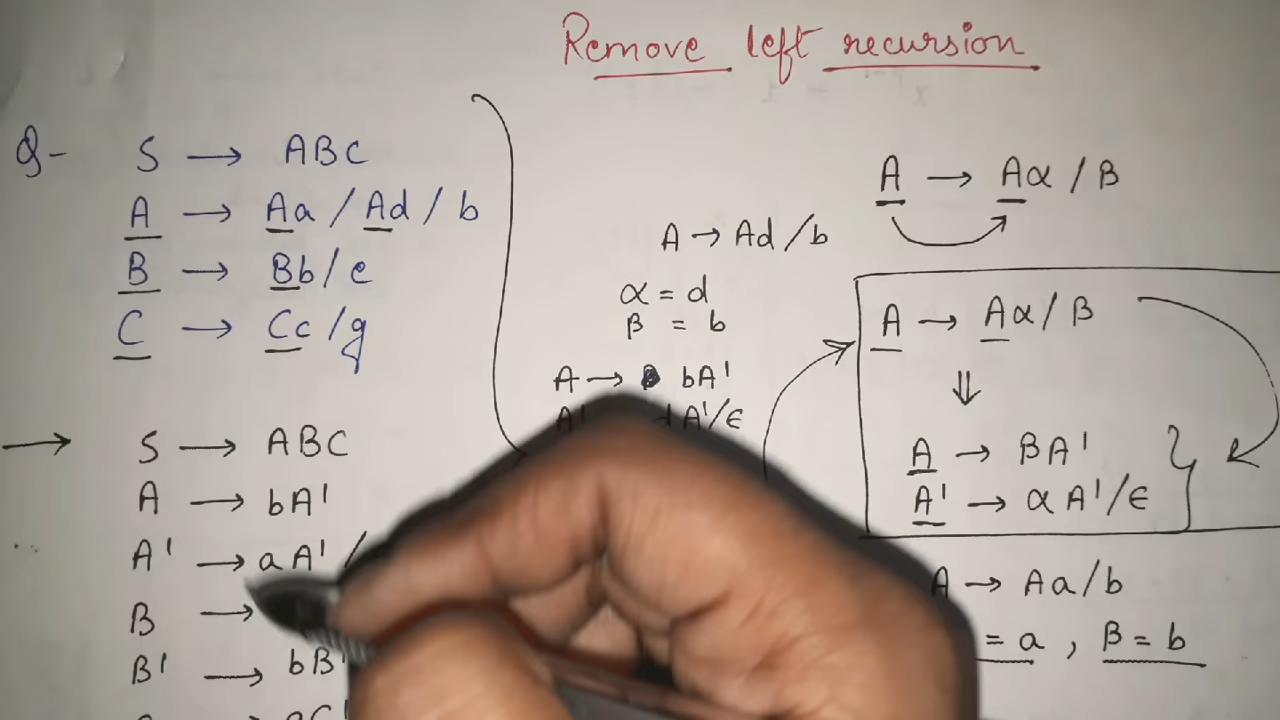 Remove left recursion
Q- S → ABC
A → Aa / Ad / b
B → Bb / e
C → Cc / g
→ S → ABC
A → bA'
A' → aA' /
B →
B' → bB'
A → Ad / b
α = d
β = b
A → bA'
A' dA'/ε
A → Aα / β
A → Aα / β
⇓
A → βA'
A' → αA'/ε
A → Aa / b
= a , β = b